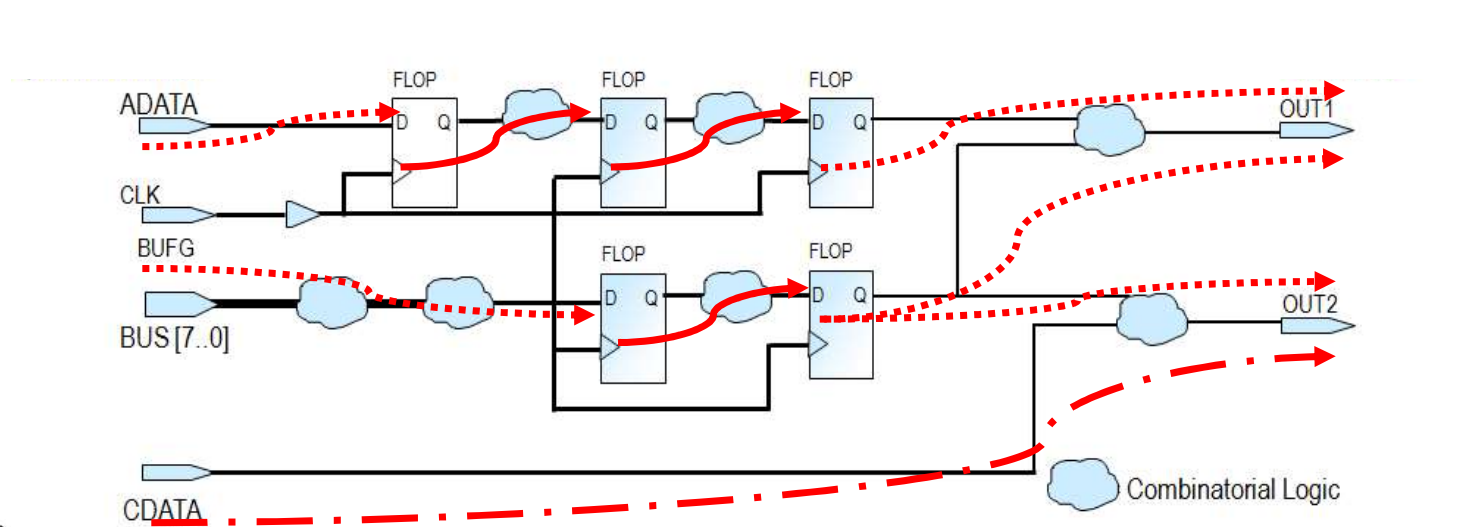 FLOP FLOP FLOP
ADATA
D Q D Q D Q
OUT1
CLK
BUFG
FLOP FLOP
D Q D Q
OUT2
BUS [7..0]
CDATA
Combinatorial Logic